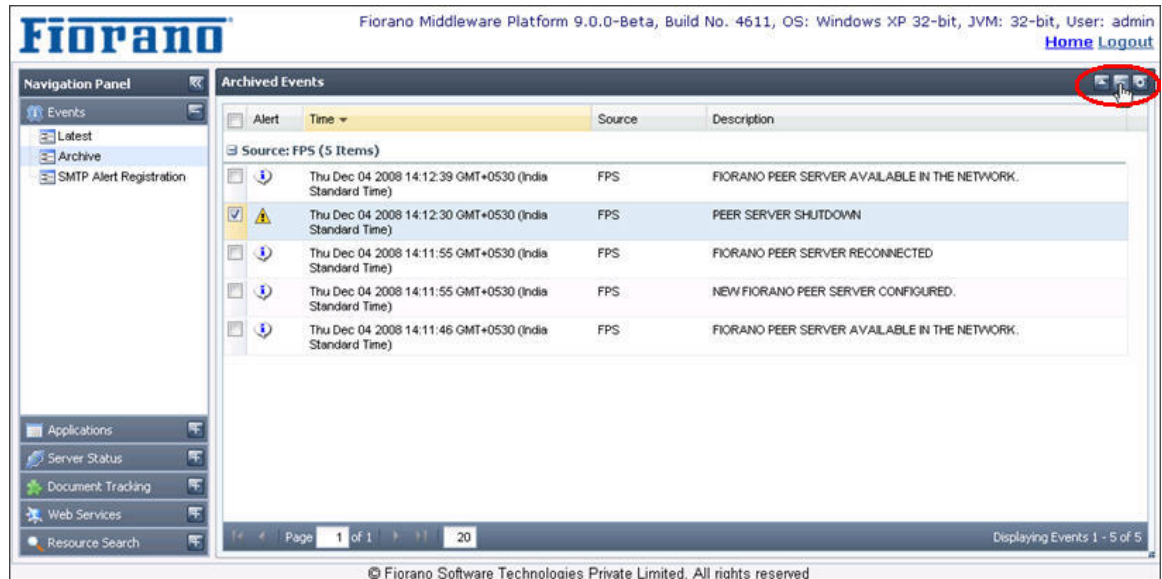 Fiorano
Fiorano Middleware Platform 9.0.0-Beta, Build No. 4611, OS: Windows XP 32-bit, JVM: 32-bit, User: admin
Home Logout
Navigation Panel
Events
Latest
Archive
SMTP Alert Registration
Applications
Server Status
Document Tracking
Web Services
Resource Search
Archived Events
Alert Time Source Description
Source: FPS (5 Items)
Thu Dec 04 2008 14:12:39 GMT+0530 (India FPS FIORANO PEER SERVER AVAILABLE IN THE NETWORK.
Standard Time)
Thu Dec 04 2008 14:12:30 GMT+0530 (India FPS PEER SERVER SHUTDOWN
Standard Time)
Thu Dec 04 2008 14:11:55 GMT+0530 (India FPS FIORANO PEER SERVER RECONNECTED
Standard Time)
Thu Dec 04 2008 14:11:55 GMT+0530 (India FPS NEW FIORANO PEER SERVER CONFIGURED.
Standard Time)
Thu Dec 04 2008 14:11:46 GMT+0530 (India FPS FIORANO PEER SERVER AVAILABLE IN THE NETWORK.
Standard Time)
Page 1 of 1 20 Displaying Events 1 - 5 of 5
© Fiorano Software Technologies Private Limited. All rights reserved